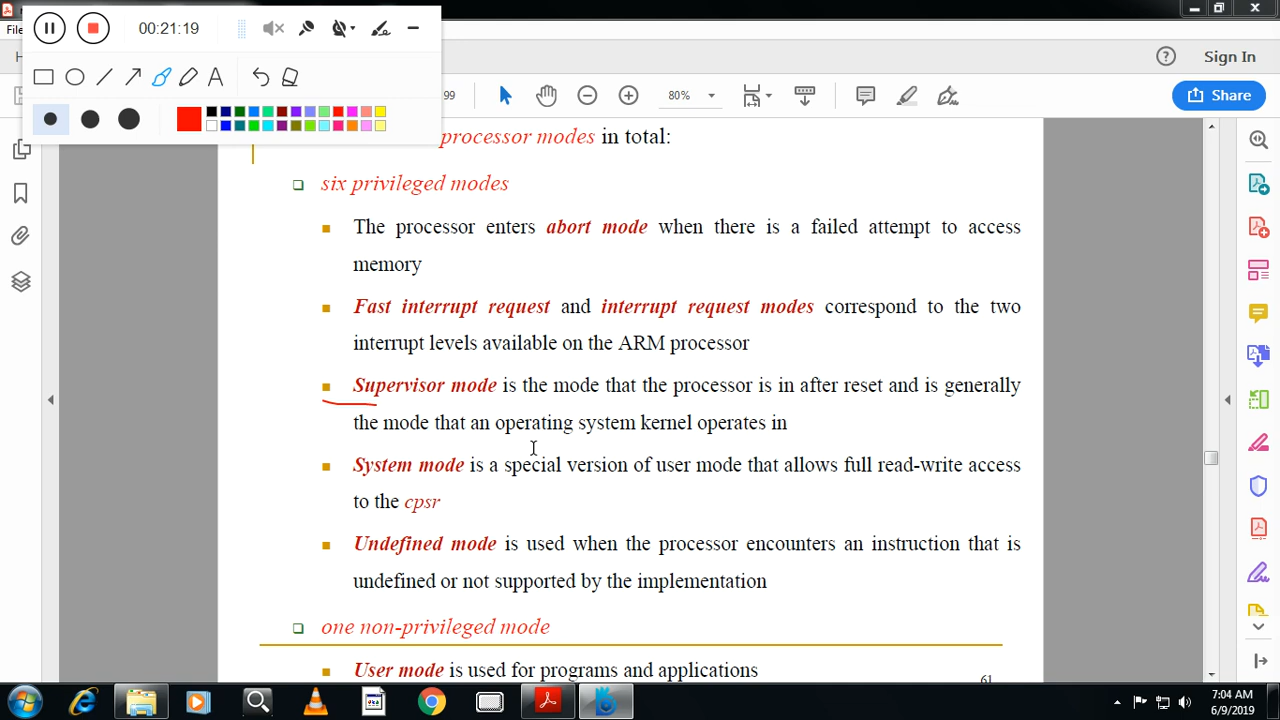 00:21:19
File
Sign In
99
80%
Share
processor modes in total:
six privileged modes
The processor enters abort mode when there is a failed attempt to access
memory
Fast interrupt request and interrupt request modes correspond to the two
interrupt levels available on the ARM processor
Supervisor mode is the mode that the processor is in after reset and is generally
the mode that an operating system kernel operates in
System mode is a special version of user mode that allows full read-write access
to the cpsr
Undefined mode is used when the processor encounters an instruction that is
undefined or not supported by the implementation
one non-privileged mode
User mode is used for programs and applications
61
7:04 AM
6/9/2019